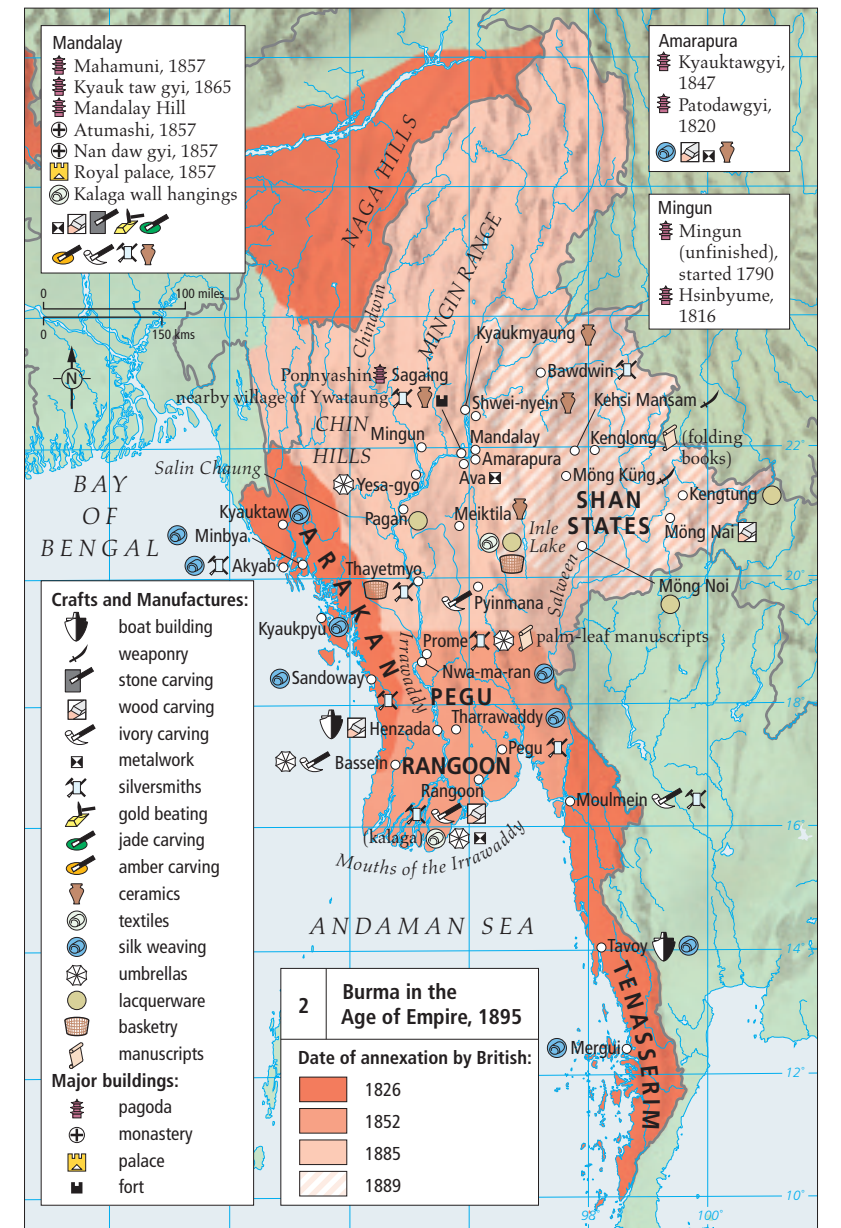 Mandalay
Mahamuni, 1857
Kyauk taw gyi, 1865
Mandalay Hill
Atumashi, 1857
Nan daw gyi, 1857
Royal palace, 1857
Kalaga wall hangings
Amarapura
Kyauktawgyi,
1847
Patodawgyi,
1820
Mingun
Mingun
(unfinished),
started 1790
Hsinbyume,
1816
0 100 miles
0 150 kms
N
NAGA HILLS
Chindwin
MINGIN RANGE
Kyaukmyaung
Ponnyashin Sagaing
Bawdwin
nearby village of Ywataung
Shwei-nyein
Kehsi Mansam
CHIN
HILLS
Mingun
Mandalay
Kenglong
(folding
books)
22°
Amarapura
Salin Chaung
Ava
Möng Küng
BAY
OF
BENGAL
Yesa-gyo
SHAN
STATES
Kengtung
Kyauktaw
Pagan
Meiktila
Inle
Lake
Möng Nai
Minbya
ARAKAN
Akyab
Thayetmyo
20°
Salween
Möng Noi
Pyinmana
Kyaukpyu
Irrawaddy
Prome
palm-leaf manuscripts
Sandoway
Nwa-ma-ran
PEGU
18°
Tharrawaddy
Henzada
Pegu
Bassein
RANGOON
Rangoon
Moulmein
16°
(kalaga)
Mouths of the Irrawaddy
ANDAMAN SEA
Tavoy
14°
TENASSERIM
Mergui
12°
10°
98°
100°
Crafts and Manufactures:
boat building
weaponry
stone carving
wood carving
ivory carving
metalwork
silversmiths
gold beating
jade carving
amber carving
ceramics
textiles
silk weaving
umbrellas
lacquerware
basketry
manuscripts
Major buildings:
pagoda
monastery
palace
fort
2
Burma in the
Age of Empire, 1895
Date of annexation by British:
1826
1852
1885
1889